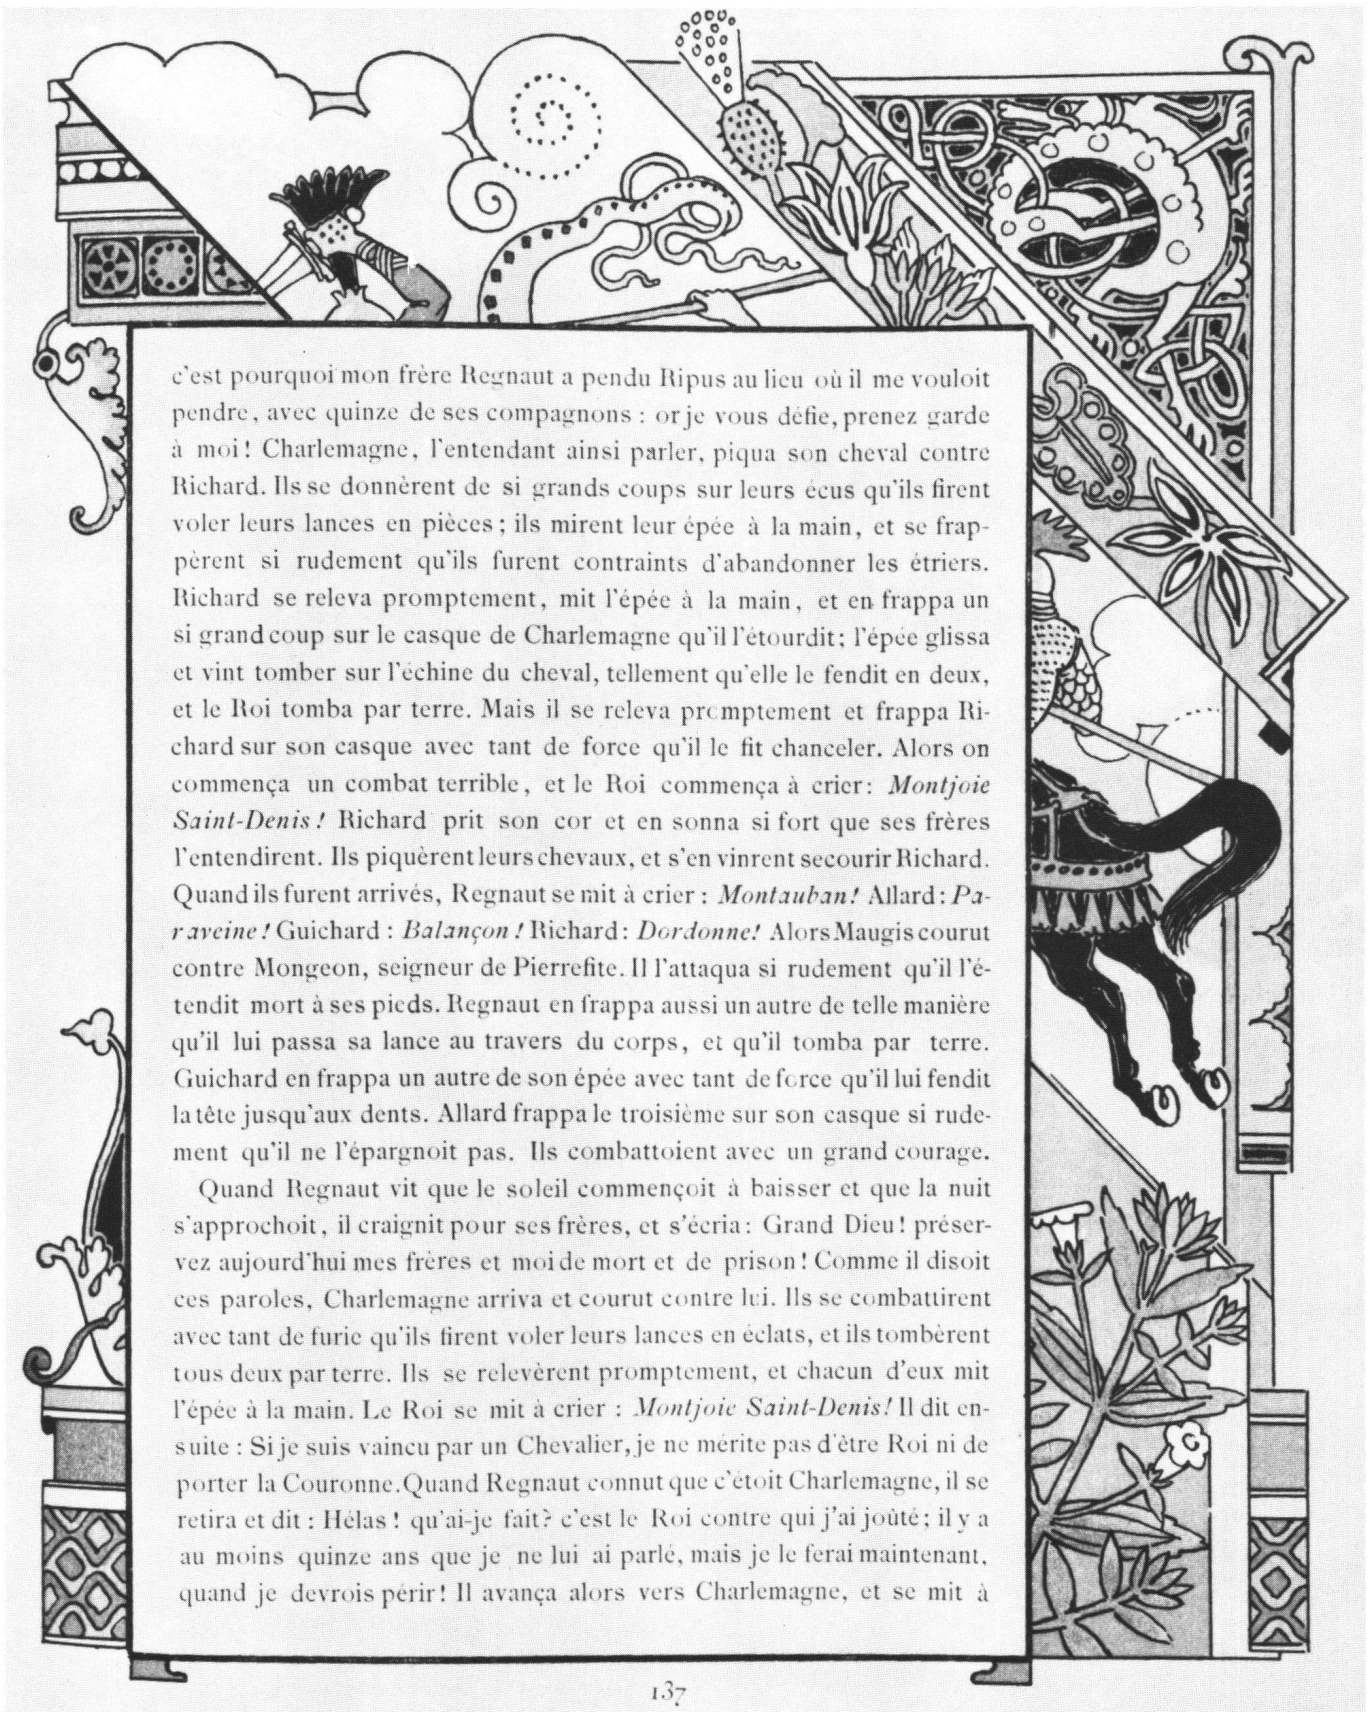 c'est pourquoi mon frère Regnaut a pendu Ripus au lieu où il me vouloit
pendre, avec quinze de ses compagnons : or je vous défie, prenez garde
à moi! Charlemagne, l'entendant ainsi parler, piqua son cheval contre
Richard. Ils se donnèrent de si grands coups sur leurs écus qu'ils firent
voler leurs lances en pièces; ils mirent leur épée à la main, et se frap-
pèrent si rudement qu'ils furent contraints d'abandonner les étriers.
Richard se releva promptement, mit l'épée à la main, et en frappa un
si grand coup sur le casque de Charlemagne qu'il l'étourdit; l'épée glissa
et vint tomber sur l'échine du cheval, tellement qu'elle le fendit en deux,
et le Roi tomba par terre. Mais il se releva promptement et frappa Ri-
chard sur son casque avec tant de force qu'il le fit chanceler. Alors on
commença un combat terrible, et le Roi commença à crier: Montjoie
Saint-Denis! Richard prit son cor et en sonna si fort que ses frères
l'entendirent. Ils piquèrent leurs chevaux, et s'en vinrent secourir Richard.
Quand ils furent arrivés, Regnaut se mit à crier : Montauban! Allard: Pa-
raveine! Guichard : Balançon! Richard: Dordonne! Alors Maugis courut
contre Mongeon, seigneur de Pierrefite. Il l'attaqua si rudement qu'il l'é-
tendit mort à ses pieds. Regnaut en frappa aussi un autre de telle manière
qu'il lui passa sa lance au travers du corps, et qu'il tomba par terre.
Guichard en frappa un autre de son épée avec tant de force qu'il lui fendit
la tête jusqu'aux dents. Allard frappa le troisième sur son casque si rude-
ment qu'il ne l'épargnoit pas. Ils combattoient avec un grand courage.
Quand Regnaut vit que le soleil commençoit à baisser et que la nuit
s'approchoit, il craignit pour ses frères, et s'écria: Grand Dieu! préser-
vez aujourd'hui mes frères et moi de mort et de prison! Comme il disoit
ces paroles, Charlemagne arriva et courut contre lui. Ils se combattirent
avec tant de furie qu'ils firent voler leurs lances en éclats, et ils tombèrent
tous deux par terre. Ils se relevèrent promptement, et chacun d'eux mit
l'épée à la main. Le Roi se mit à crier : Montjoie Saint-Denis! Il dit en-
suite : Si je suis vaincu par un Chevalier, je ne mérite pas d'être Roi ni de
porter la Couronne. Quand Regnaut connut que c'étoit Charlemagne, il se
retira et dit : Hélas! qu'ai-je fait? c'est le Roi contre qui j'ai joûté; il y a
au moins quinze ans que je ne lui ai parlé, mais je le ferai maintenant,
quand je devrois périr! Il avança alors vers Charlemagne, et se mit à
137